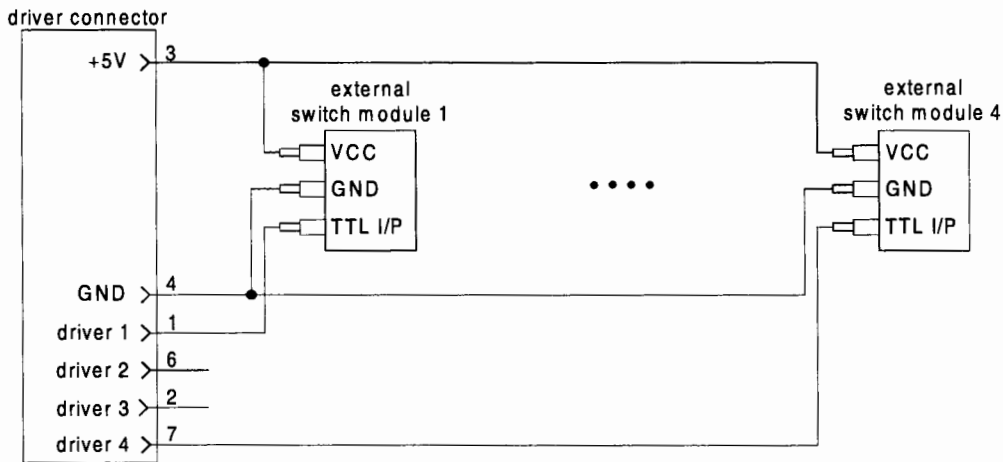 driver connector
+5V
3
external
switch module 1
VCC
GND
TTL I/P
external
switch module 4
VCC
GND
TTL I/P
GND
4
driver 1
1
driver 2
6
driver 3
2
driver 4
7